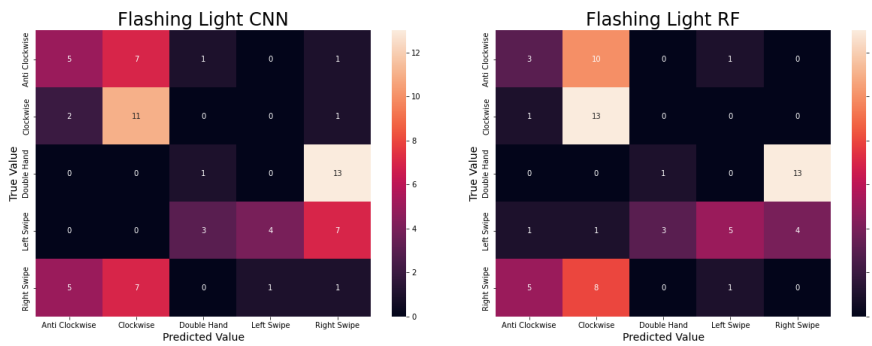 Flashing Light CNN
True Value
Anti Clockwise 5 7 1 0 1
Clockwise 2 11 0 0 1
Double Hand 0 0 1 0 13
Left Swipe 0 0 3 4 7
Right Swipe 5 7 0 1 1
Anti Clockwise Clockwise Double Hand Left Swipe Right Swipe
Predicted Value
12
10
8
6
4
2
0
Flashing Light RF
True Value
Anti Clockwise 3 10 0 1 0
Clockwise 1 13 0 0 0
Double Hand 0 0 1 0 13
Left Swipe 1 1 3 5 4
Right Swipe 5 8 0 1 0
Anti Clockwise Clockwise Double Hand Left Swipe Right Swipe
Predicted Value